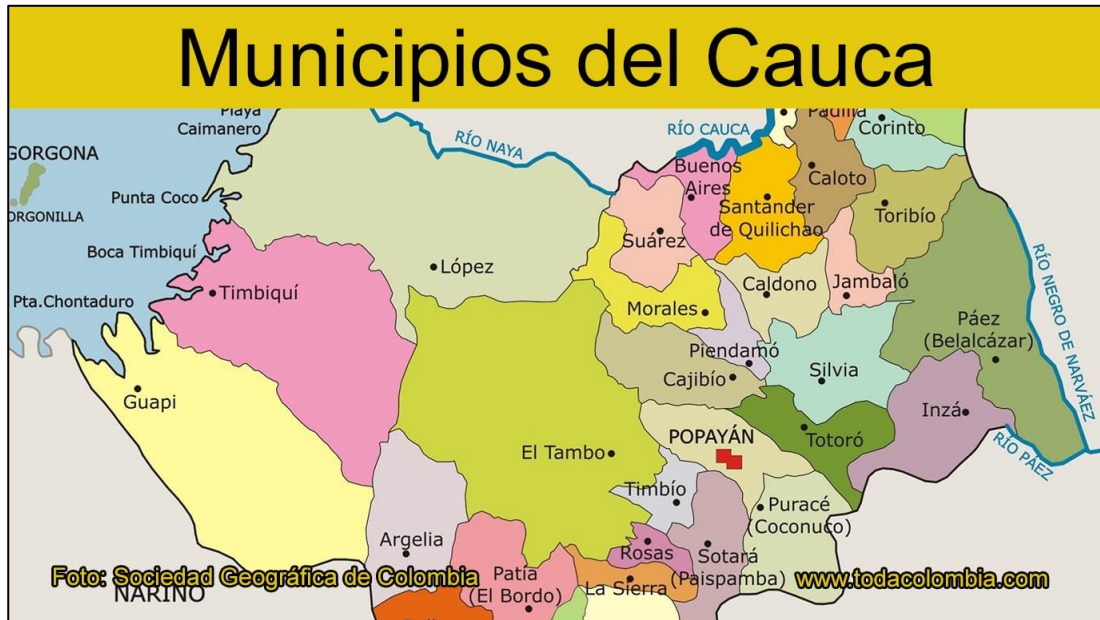 Municipios del Cauca
Playa
Caimanero
RÍO NAYA
RÍO CAUCA
Padilla
Corinto
GORGONA
Buenos
Aires
Caloto
Punta Coco
ORGONILLA
Santander
de Quilichao
Toribío
Suárez
Boca Timbiquí
López
Caldono
Jambaló
RÍO NEGRO DE NARVÁEZ
Timbiquí
Pta.Chontaduro
Morales
Páez
(Belalcázar)
Piendamó
Cajibío
Silvia
Guapi
Inzá
POPAYÁN
Totoró
El Tambo
RÍO PÁEZ
Timbío
Puracé
(Coconuco)
Argelia
Rosas
Sotará
(Paispamba)
Patía
(El Bordo)
La Sierra
Foto: Sociedad Geográfica de Colombia
www.todacolombia.com
NARIÑO